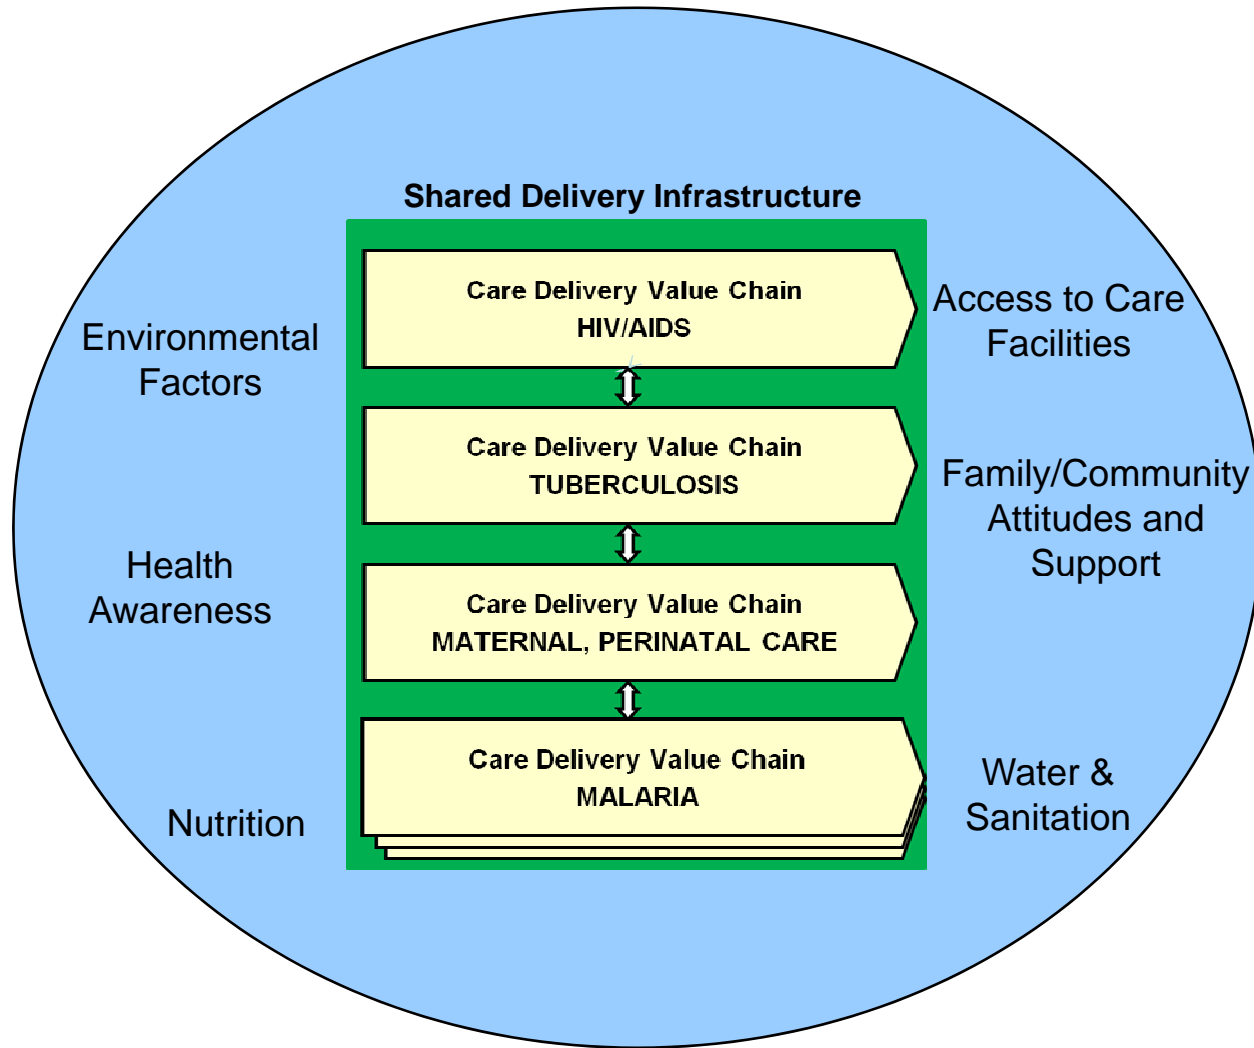 Shared Delivery Infrastructure
Environmental
Factors
Health
Awareness
Nutrition
Care Delivery Value Chain
HIV/AIDS
Care Delivery Value Chain
TUBERCULOSIS
Care Delivery Value Chain
MATERNAL, PERINATAL CARE
Care Delivery Value Chain
MALARIA
Access to Care
Facilities
Family/Community
Attitudes and
Support
Water &
Sanitation